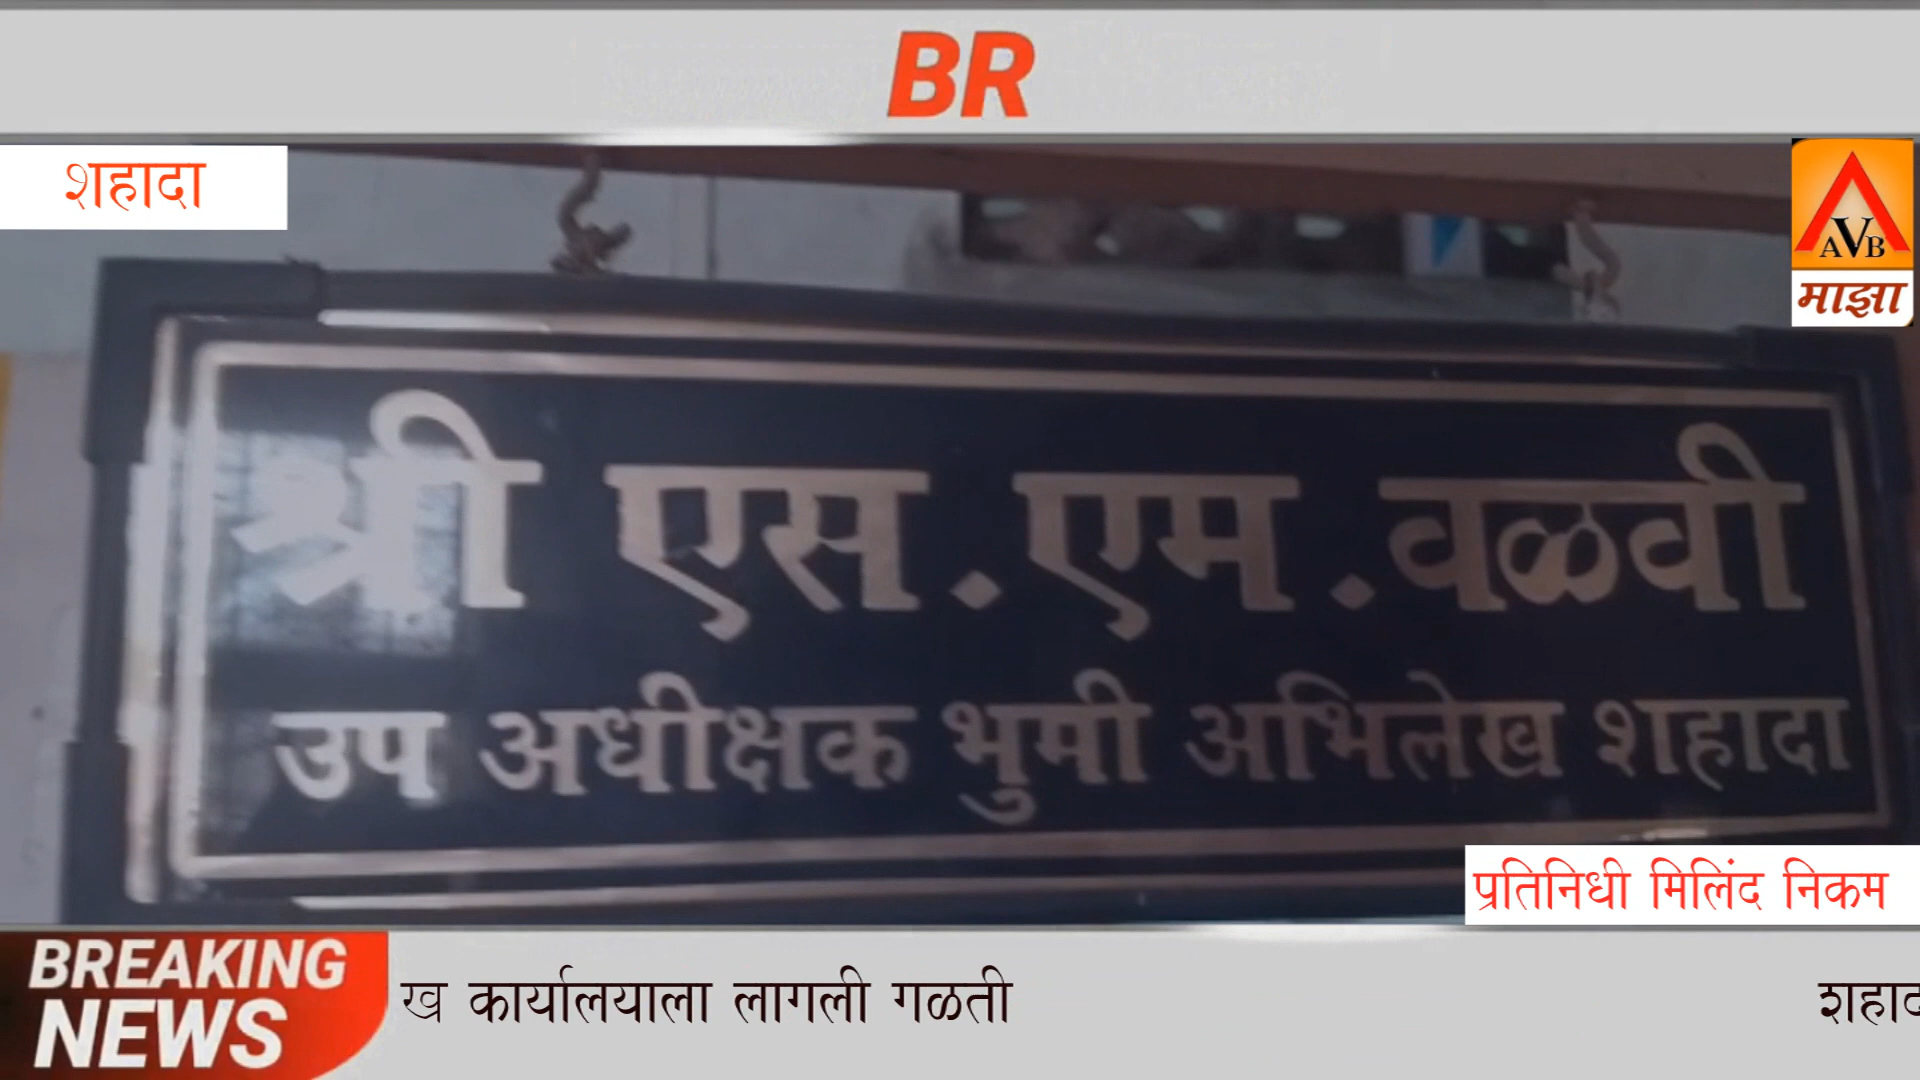 BR
शहादा
AVB
माझा
श्री एस.एम.वळवी
उप अधीक्षक भुमी अभिलेख शहादा
प्रतिनिधी मिलिंद निकम
BREAKING
NEWS
ख कार्यालयाला लागली गळती